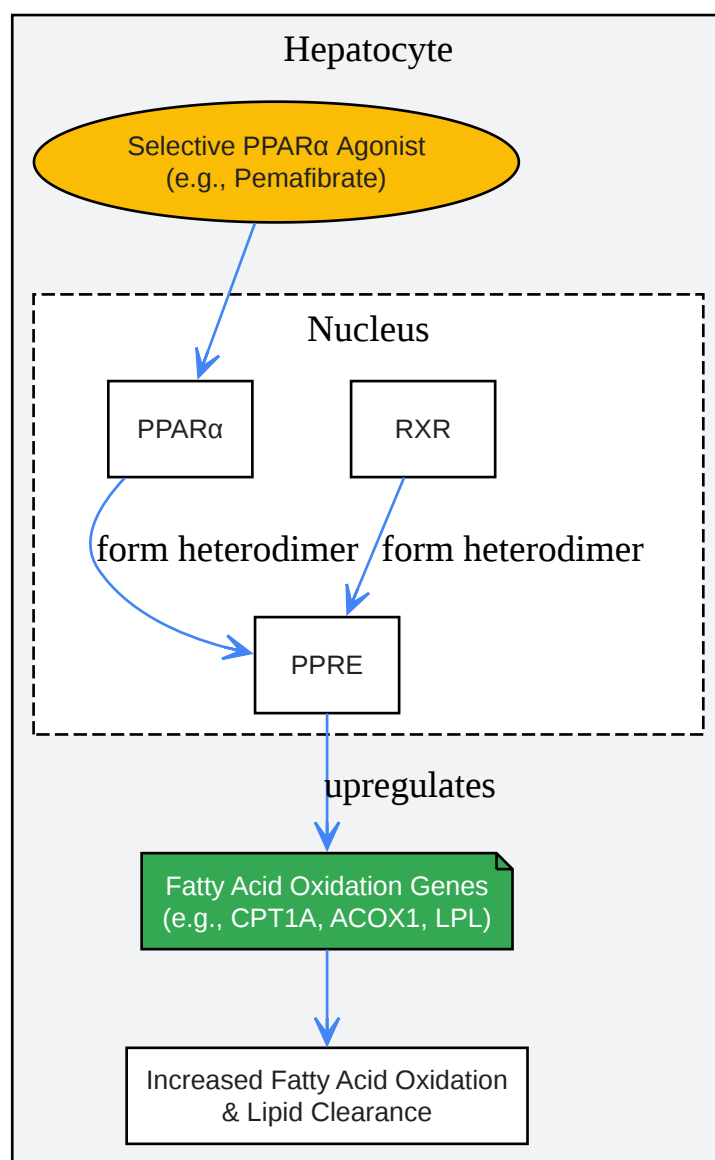 Hepatocyte
Selective PPARα Agonist
(e.g., Pemafibrate)
Nucleus
PPARα
RXR
form heterodimer
form heterodimer
PPRE
upregulates
Fatty Acid Oxidation Genes
(e.g., CPT1A, ACOX1, LPL)
Increased Fatty Acid Oxidation
& Lipid Clearance